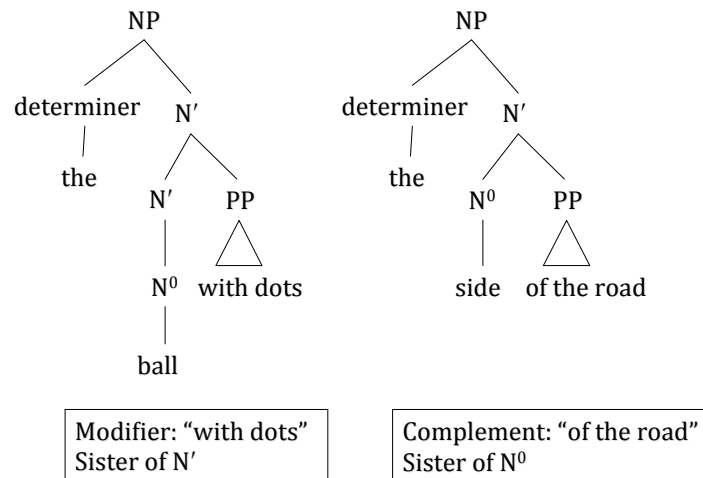 NP NP
determiner N′ determiner N′
the the
N′ PP N⁰ PP
N⁰ with dots side of the road
ball
Modifier: “with dots” Complement: “of the road”
Sister of N′ Sister of N⁰